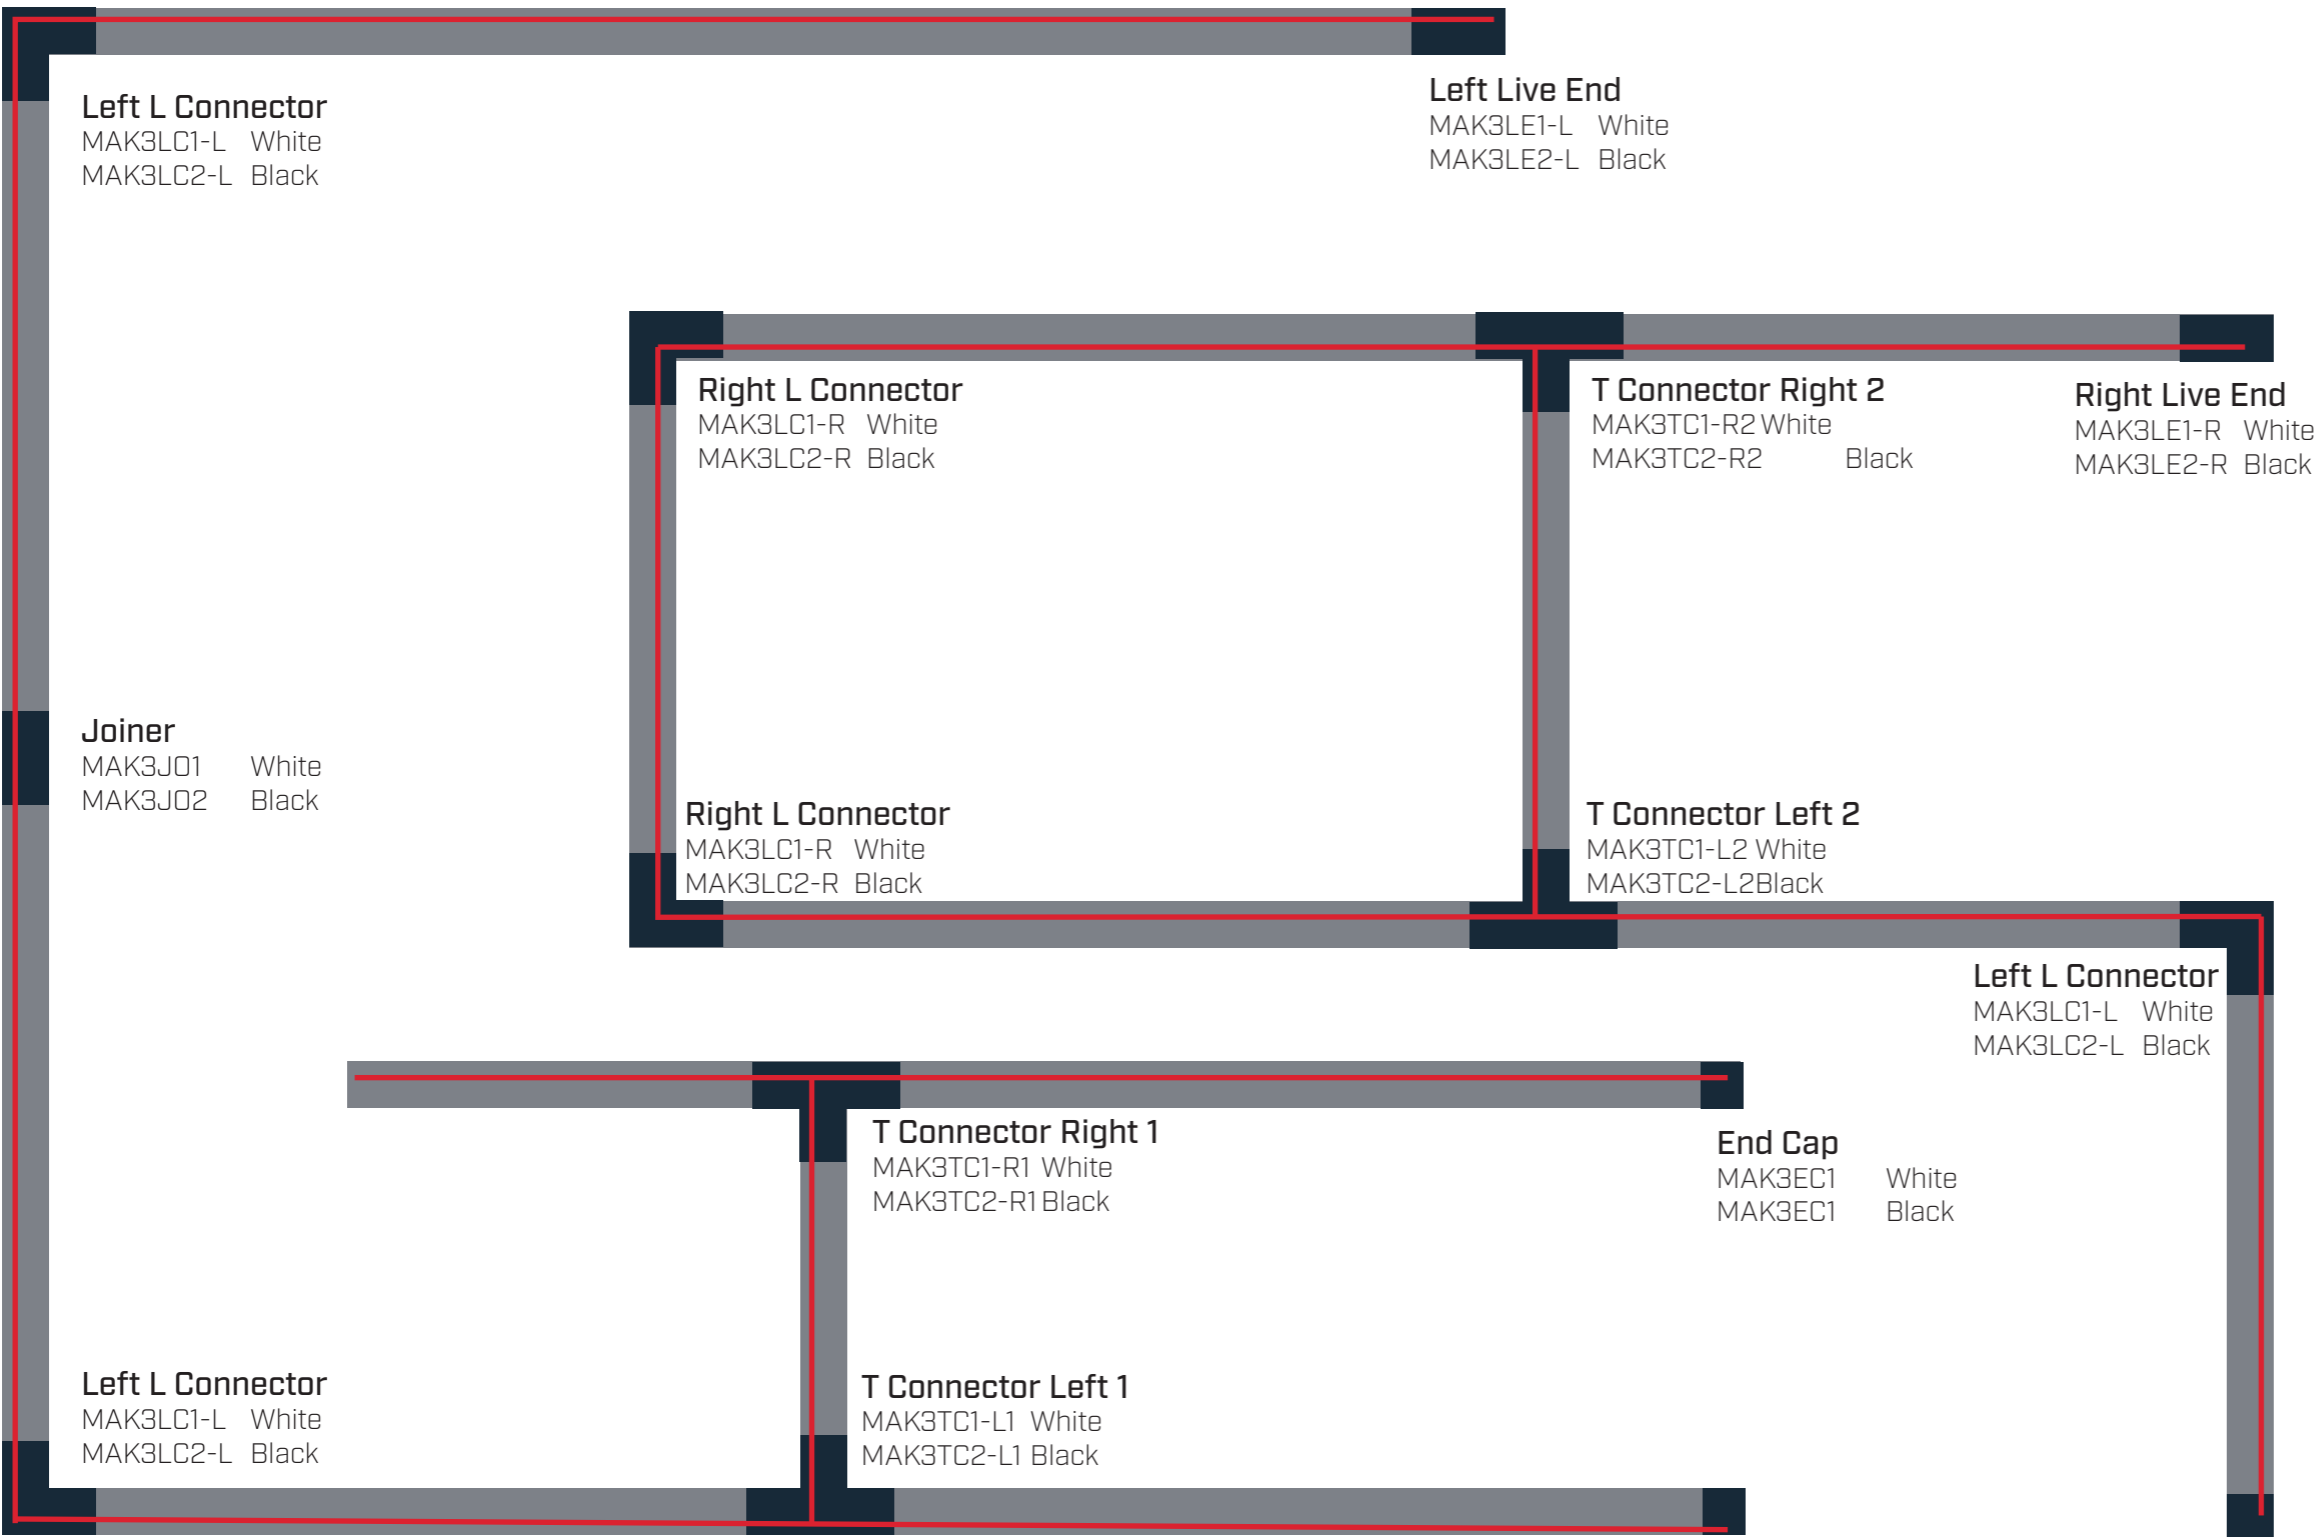 Left L Connector
MAK3LC1-L White
MAK3LC2-L Black
Left Live End
MAK3LE1-L White
MAK3LE2-L Black
Right L Connector
MAK3LC1-R White
MAK3LC2-R Black
T Connector Right 2
MAK3TC1-R2 White
MAK3TC2-R2 Black
Right Live End
MAK3LE1-R White
MAK3LE2-R Black
Joiner
MAK3JO1 White
MAK3JO2 Black
Right L Connector
MAK3LC1-R White
MAK3LC2-R Black
T Connector Left 2
MAK3TC1-L2 White
MAK3TC2-L2Black
Left L Connector
MAK3LC1-L White
MAK3LC2-L Black
T Connector Right 1
MAK3TC1-R1 White
MAK3TC2-R1 Black
End Cap
MAK3EC1 White
MAK3EC1 Black
Left L Connector
MAK3LC1-L White
MAK3LC2-L Black
T Connector Left 1
MAK3TC1-L1 White
MAK3TC2-L1 Black